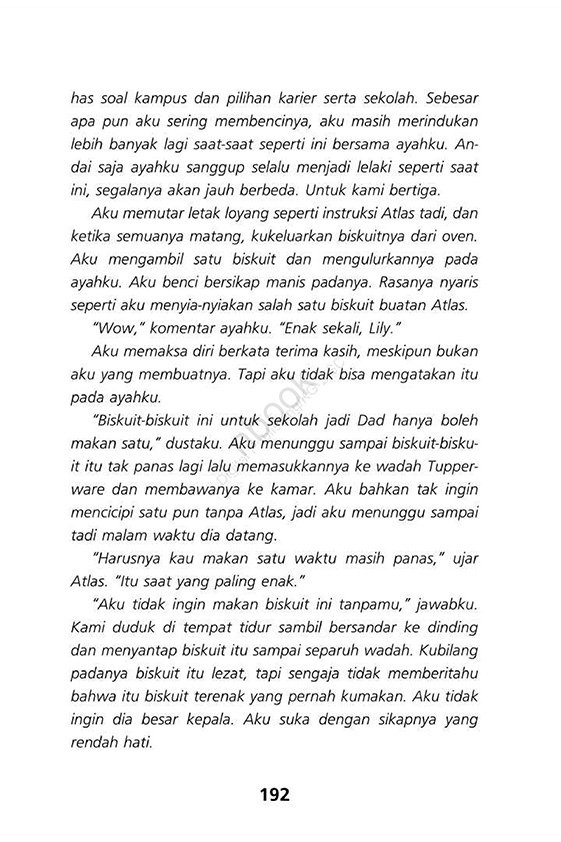 has soal kampus dan pilihan karier serta sekolah. Sebesar
apa pun aku sering membencinya, aku masih merindukan
lebih banyak lagi saat-saat seperti ini bersama ayahku. An-
dai saja ayahku sanggup selalu menjadi lelaki seperti saat
ini, segalanya akan jauh berbeda. Untuk kami bertiga.
Aku memutar letak loyang seperti instruksi Atlas tadi, dan
ketika semuanya matang, kukeluarkan biskuitnya dari oven.
Aku mengambil satu biskuit dan mengulurkannya pada
ayahku. Aku benci bersikap manis padanya. Rasanya nyaris
seperti aku menyia-nyiakan salah satu biskuit buatan Atlas.
“Wow,” komentar ayahku. “Enak sekali, Lily.”
Aku memaksa diri berkata terima kasih, meskipun bukan
aku yang membuatnya. Tapi aku tidak bisa mengatakan itu
pada ayahku.
“Biskuit-biskuit ini untuk sekolah jadi Dad hanya boleh
makan satu,” dustaku. Aku menunggu sampai biskuit-bisku-
it itu tak panas lagi lalu memasukkannya ke wadah Tupper-
ware dan membawanya ke kamar. Aku bahkan tak ingin
mencicipi satu pun tanpa Atlas, jadi aku menunggu sampai
tadi malam waktu dia datang.
“Harusnya kau makan satu waktu masih panas,” ujar
Atlas. “Itu saat yang paling enak.”
“Aku tidak ingin makan biskuit ini tanpamu,” jawabku.
Kami duduk di tempat tidur sambil bersandar ke dinding
dan menyantap biskuit itu sampai separuh wadah. Kubilang
padanya biskuit itu lezat, tapi sengaja tidak memberitahu
bahwa itu biskuit terenak yang pernah kumakan. Aku tidak
ingin dia besar kepala. Aku suka dengan sikapnya yang
rendah hati.
192